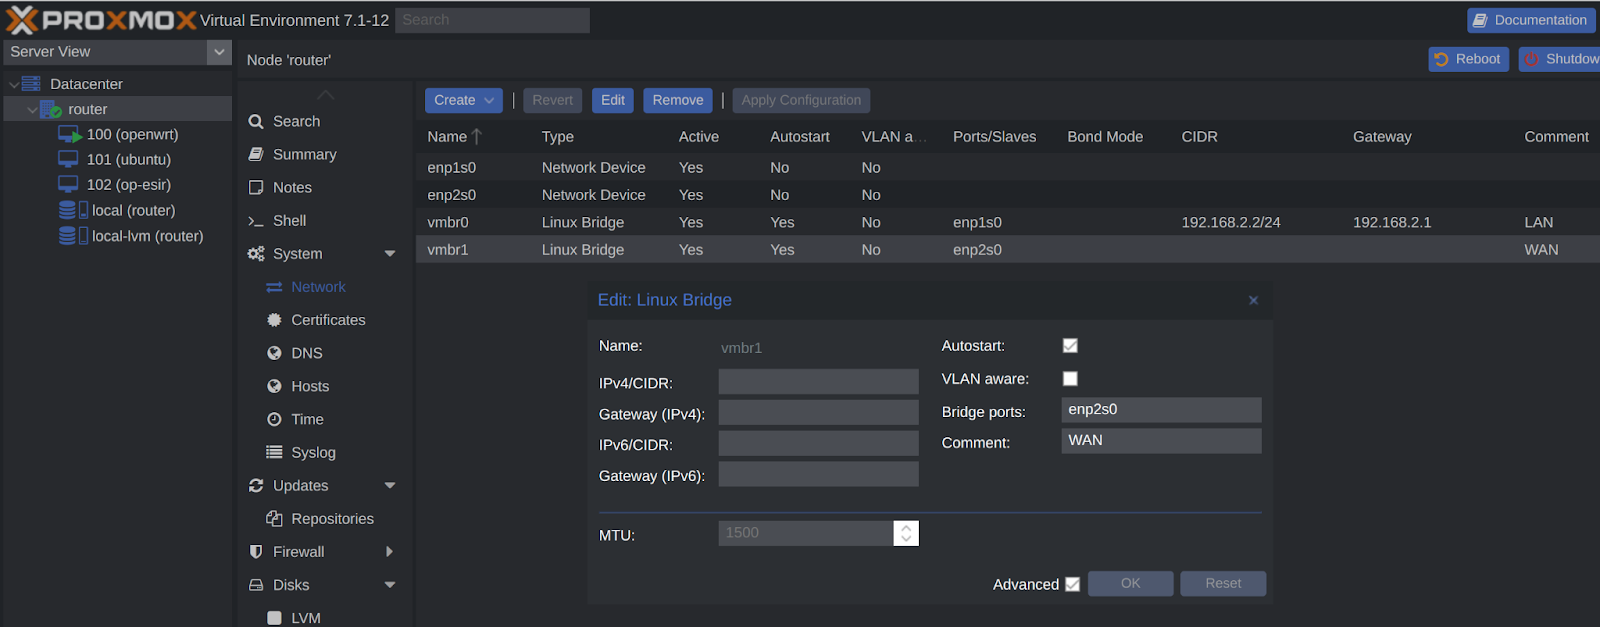 PROXMOX Virtual Environment 7.1-12 Search Documentation
Server View
Node 'router' Reboot Shutdow
Datacenter
router
100 (openwrt)
101 (ubuntu)
102 (op-esir)
local (router)
local-lvm (router)
Search
Summary
Notes
Shell
System
Network
Certificates
DNS
Hosts
Time
Syslog
Updates
Repositories
Firewall
Disks
LVM
Create | Revert Edit Remove | Apply Configuration
Name Type Active Autostart VLAN a... Ports/Slaves Bond Mode CIDR Gateway Comment
enp1s0 Network Device Yes No No
enp2s0 Network Device Yes No No
vmbr0 Linux Bridge Yes Yes No enp1s0 192.168.2.2/24 192.168.2.1 LAN
vmbr1 Linux Bridge Yes Yes No enp2s0 WAN
Edit: Linux Bridge
Name: vmbr1 Autostart:
IPv4/CIDR: VLAN aware:
Gateway (IPv4): Bridge ports: enp2s0
IPv6/CIDR: Comment: WAN
Gateway (IPv6):
MTU: 1500
Advanced OK Reset